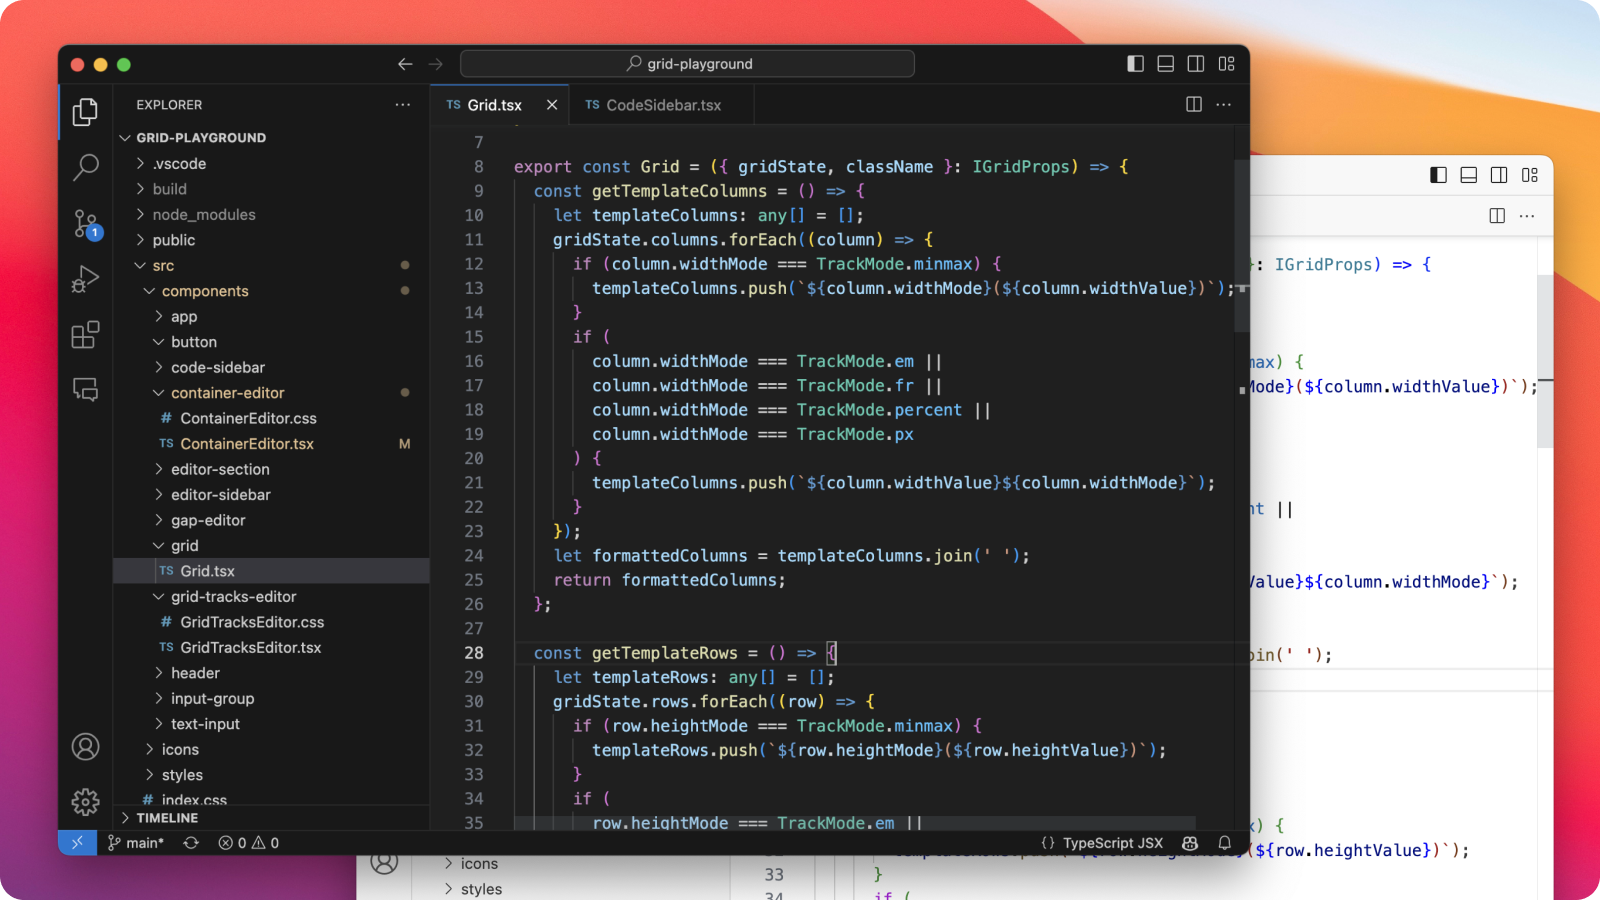 grid-playground
EXPLORER
GRID-PLAYGROUND
.vscode
build
node_modules
public
src
components
app
button
code-sidebar
container-editor
# ContainerEditor.css
TS ContainerEditor.tsx M
editor-section
editor-sidebar
gap-editor
grid
TS Grid.tsx
grid-tracks-editor
# GridTracksEditor.css
TS GridTracksEditor.tsx
header
input-group
text-input
icons
styles
# index.css
TIMELINE
1
TS Grid.tsx
TS CodeSidebar.tsx
7
8 export const Grid = ({ gridState, className }: IGridProps) => {
9 const getTemplateColumns = () => {
10 let templateColumns: any[] = [];
11 gridState.columns.forEach((column) => {
12 if (column.widthMode === TrackMode.minmax) {
13 templateColumns.push(`${column.widthMode}(${column.widthValue})`);
14 }
15 if (
16 column.widthMode === TrackMode.em ||
17 column.widthMode === TrackMode.fr ||
18 column.widthMode === TrackMode.percent ||
19 column.widthMode === TrackMode.px
20 ) {
21 templateColumns.push(`${column.widthValue}${column.widthMode}`);
22 }
23 });
24 let formattedColumns = templateColumns.join(' ');
25 return formattedColumns;
26 };
27
28 const getTemplateRows = () => {
29 let templateRows: any[] = [];
30 gridState.rows.forEach((row) => {
31 if (row.heightMode === TrackMode.minmax) {
32 templateRows.push(`${row.heightMode}(${row.heightValue})`);
33 }
34 if (
35 row.heightMode === TrackMode.em ||
main* 0 0
{} TypeScript JSX
}: IGridProps) => {
max) {
Mode}(${column.widthValue})`);
nt ||
Value}${column.widthMode}`);
oin(' ');
x) {
(${row.heightValue})`);
icons
styles
33 }
34 if (